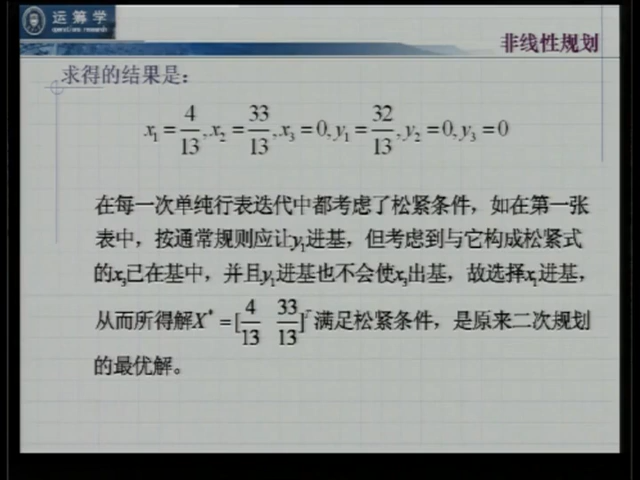 运筹学
operations research
非线性规划
求得的结果是：
x₁ = 4/13, x₂ = 33/13, x₃ = 0, y₁ = 32/13, y₂ = 0, y₃ = 0
在每一次单纯行表迭代中都考虑了松紧条件，如在第一张
表中，按通常规则应让y₁进基，但考虑到与它构成松紧式
的x₃已在基中，并且y₁进基也不会使x₃出基，故选择x₁进基，
从而所得解X* = [4/13 33/13]ᵀ 满足松紧条件，是原来二次规划
的最优解。